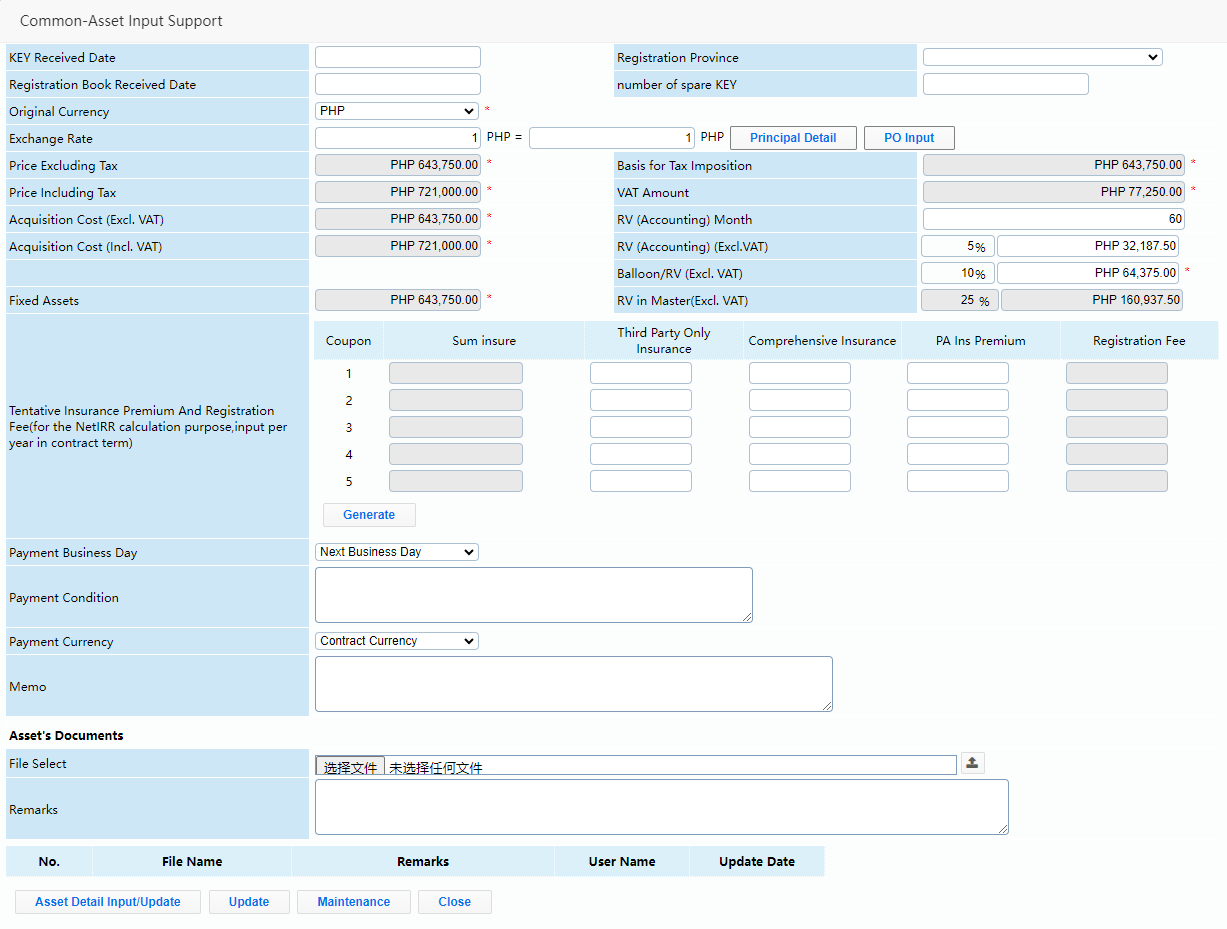 Common-Asset Input Support
KEY Received Date
Registration Province
Registration Book Received Date
number of spare KEY
Original Currency
PHP
*
Exchange Rate
1
PHP =
1
PHP
Principal Detail
PO Input
Price Excluding Tax
PHP 643,750.00
*
Basis for Tax Imposition
PHP 643,750.00
*
Price Including Tax
PHP 721,000.00
*
VAT Amount
PHP 77,250.00
*
Acquisition Cost (Excl. VAT)
PHP 643,750.00
*
RV (Accounting) Month
60
Acquisition Cost (Incl. VAT)
PHP 721,000.00
*
RV (Accounting) (Excl.VAT)
5%
PHP 32,187.50
Balloon/RV (Excl. VAT)
10%
PHP 64,375.00
*
Fixed Assets
PHP 643,750.00
*
RV in Master(Excl. VAT)
25 %
PHP 160,937.50
Tentative Insurance Premium And Registration
Fee(for the NetIRR calculation purpose,input per
year in contract term)
Coupon
Sum insure
Third Party Only
Insurance
Comprehensive Insurance
PA Ins Premium
Registration Fee
1
2
3
4
5
Generate
Payment Business Day
Next Business Day
Payment Condition
Payment Currency
Contract Currency
Memo
Asset's Documents
File Select
选择文件
未选择任何文件
Remarks
No.
File Name
Remarks
User Name
Update Date
Asset Detail Input/Update
Update
Maintenance
Close